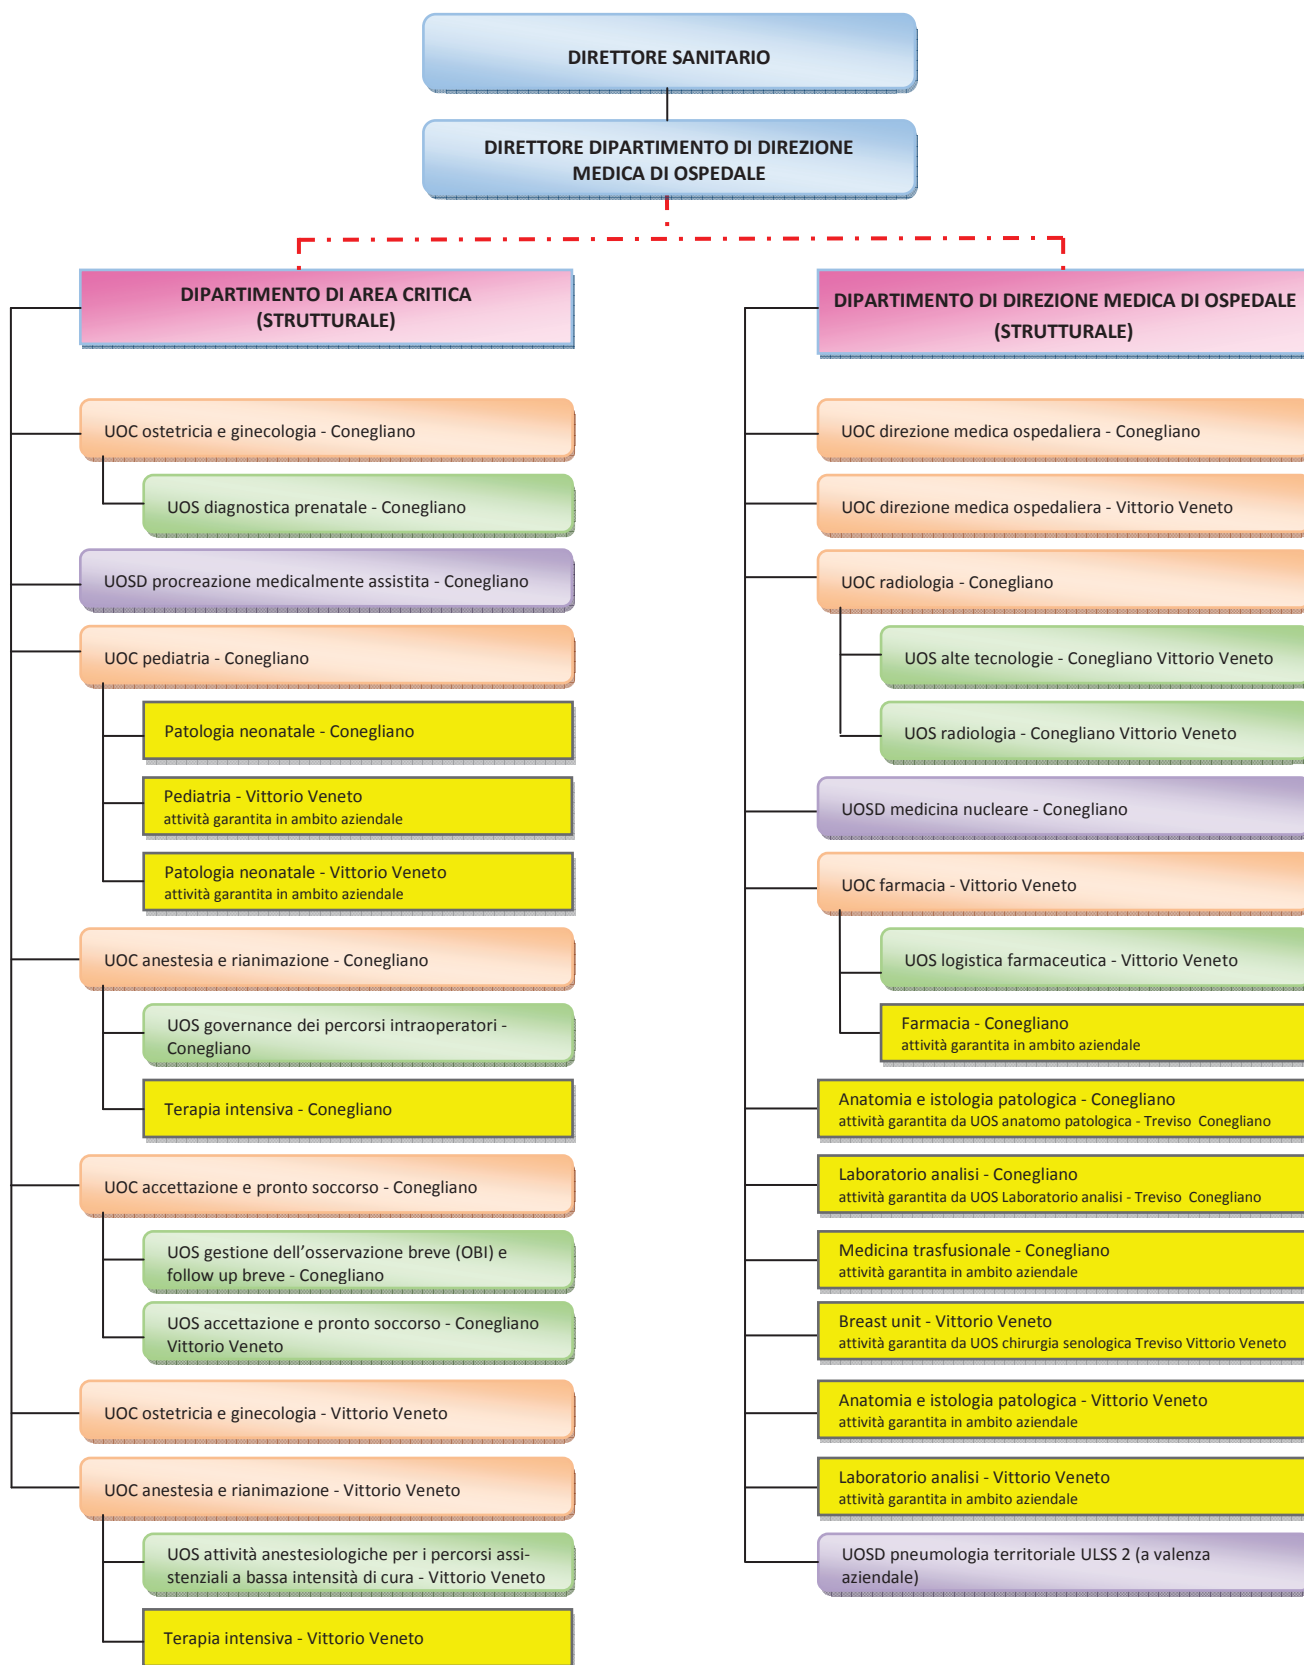 DIRETTORE SANITARIO
DIRETTORE DIPARTIMENTO DI DIREZIONE
MEDICA DI OSPEDALE
DIPARTIMENTO DI AREA CRITICA
(STRUTTURALE)
UOC ostetricia e ginecologia - Conegliano
UOS diagnostica prenatale - Conegliano
UOSD procreazione medicalmente assistita - Conegliano
UOC pediatria - Conegliano
Patologia neonatale - Conegliano
Pediatria - Vittorio Veneto
attività garantita in ambito aziendale
Patologia neonatale - Vittorio Veneto
attività garantita in ambito aziendale
UOC anestesia e rianimazione - Conegliano
UOS governance dei percorsi intraoperatori -
Conegliano
Terapia intensiva - Conegliano
UOC accettazione e pronto soccorso - Conegliano
UOS gestione dell’osservazione breve (OBI) e
follow up breve - Conegliano
UOS accettazione e pronto soccorso - Conegliano
Vittorio Veneto
UOC ostetricia e ginecologia - Vittorio Veneto
UOC anestesia e rianimazione - Vittorio Veneto
UOS attività anestesiologiche per i percorsi assi-
stenziali a bassa intensità di cura - Vittorio Veneto
Terapia intensiva - Vittorio Veneto
DIPARTIMENTO DI DIREZIONE MEDICA DI OSPEDALE
(STRUTTURALE)
UOC direzione medica ospedaliera - Conegliano
UOC direzione medica ospedaliera - Vittorio Veneto
UOC radiologia - Conegliano
UOS alte tecnologie - Conegliano Vittorio Veneto
UOS radiologia - Conegliano Vittorio Veneto
UOSD medicina nucleare - Conegliano
UOC farmacia - Vittorio Veneto
UOS logistica farmaceutica - Vittorio Veneto
Farmacia - Conegliano
attività garantita in ambito aziendale
Anatomia e istologia patologica - Conegliano
attività garantita da UOS anatomo patologica - Treviso Conegliano
Laboratorio analisi - Conegliano
attività garantita da UOS Laboratorio analisi - Treviso Conegliano
Medicina trasfusionale - Conegliano
attività garantita in ambito aziendale
Breast unit - Vittorio Veneto
attività garantita da UOS chirurgia senologica Treviso Vittorio Veneto
Anatomia e istologia patologica - Vittorio Veneto
attività garantita in ambito aziendale
Laboratorio analisi - Vittorio Veneto
attività garantita in ambito aziendale
UOSD pneumologia territoriale ULSS 2 (a valenza
aziendale)